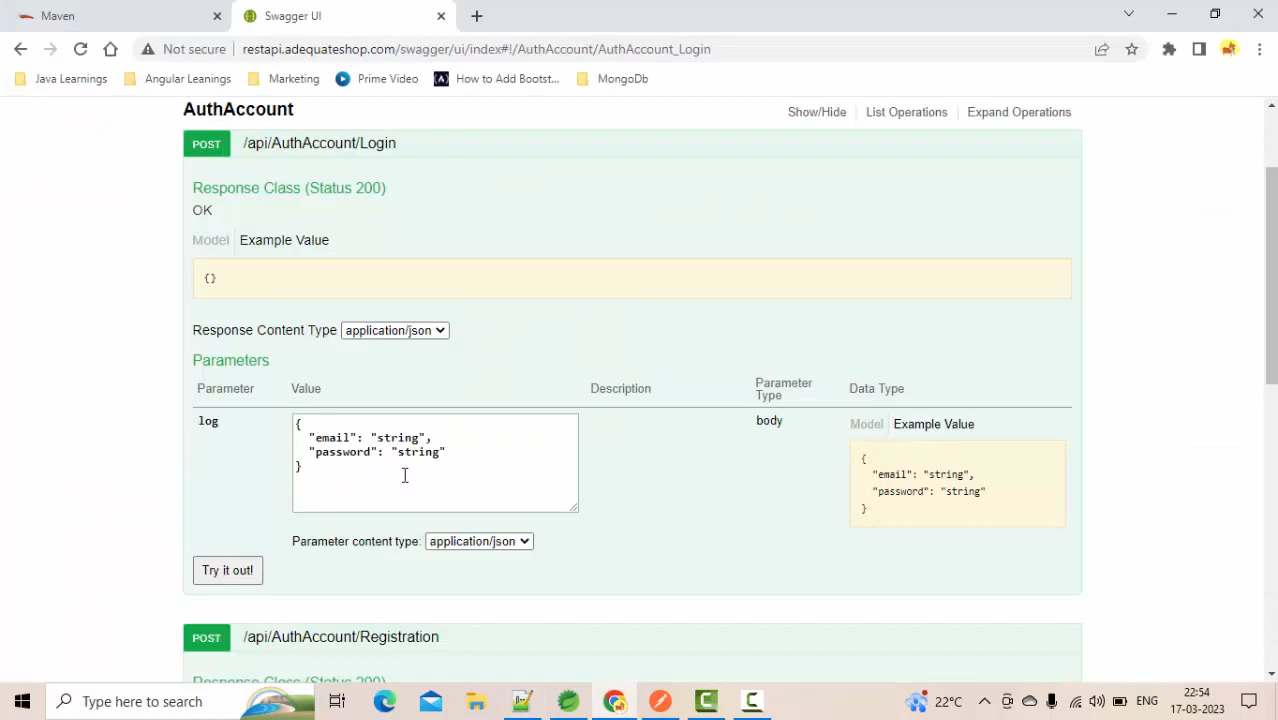 Maven
Swagger UI
Not secure restapi.adequateshop.com/swagger/ui/index#!/AuthAccount/AuthAccount_Login
Java Learnings Angular Leanings Marketing Prime Video How to Add Bootst... MongoDb
AuthAccount Show/Hide List Operations Expand Operations
POST /api/AuthAccount/Login
Response Class (Status 200)
OK
Model Example Value
{}
Response Content Type application/json
Parameters
Parameter Value Description Parameter Type Data Type
log
{
"email": "string",
"password": "string"
}
body
Model Example Value
{
"email": "string",
"password": "string"
}
Parameter content type: application/json
Try it out!
POST /api/AuthAccount/Registration
Response Class (Status 200)
Type here to search
22°C
ENG
22:54
17-03-2023